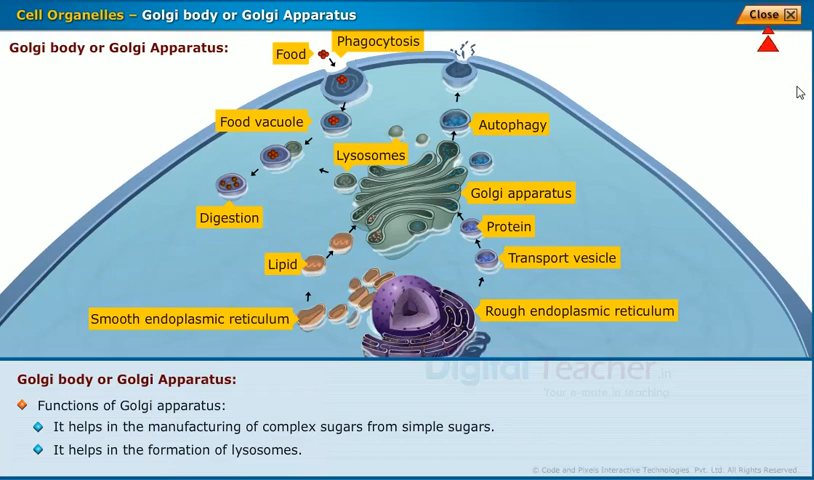 Cell Organelles – Golgi body or Golgi Apparatus
Close
Golgi body or Golgi Apparatus:
Phagocytosis
Food
Food vacuole
Autophagy
Lysosomes
Golgi apparatus
Digestion
Protein
Transport vesicle
Lipid
Smooth endoplasmic reticulum
Rough endoplasmic reticulum
Digital Teacher.in
Your e-mate in teaching
Golgi body or Golgi Apparatus:
Functions of Golgi apparatus:
It helps in the manufacturing of complex sugars from simple sugars.
It helps in the formation of lysosomes.
© Code and Pixels Interactive Technologies. Pvt. Ltd. All Rights Reserved.